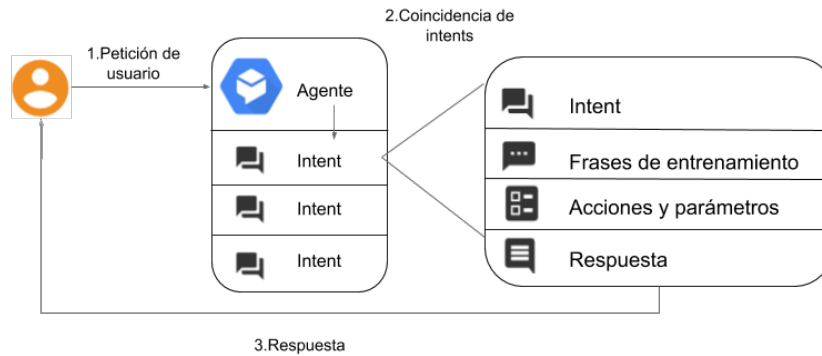 1.Petición de
usuario
2.Coincidencia de
intents
Agente
Intent
Intent
Intent
Intent
Frases de entrenamiento
Acciones y parámetros
Respuesta
3.Respuesta